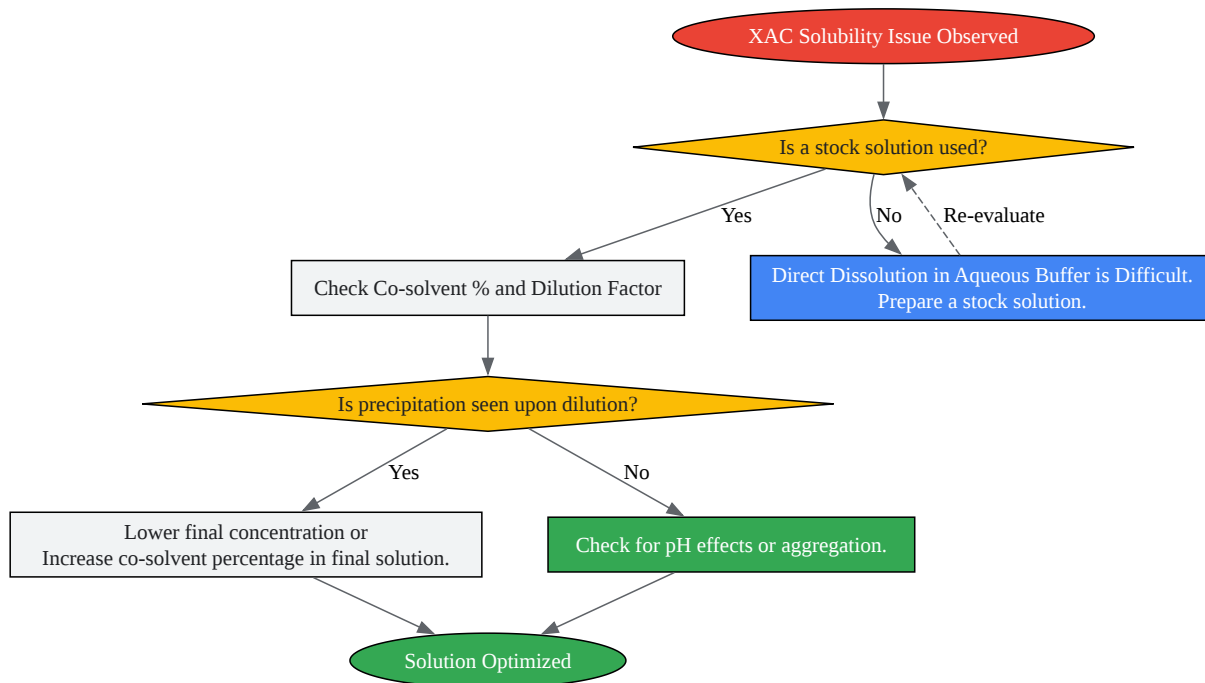 XAC Solubility Issue Observed
Is a stock solution used?
Yes
No
Re-evaluate
Check Co-solvent % and Dilution Factor
Direct Dissolution in Aqueous Buffer is Difficult.
Prepare a stock solution.
Is precipitation seen upon dilution?
Yes
No
Lower final concentration or
Increase co-solvent percentage in final solution.
Check for pH effects or aggregation.
Solution Optimized